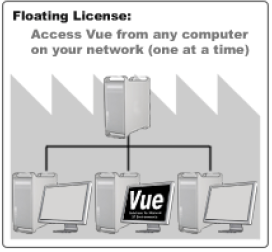 Floating License:
Access Vue from any computer
on your network (one at a time)
Vue